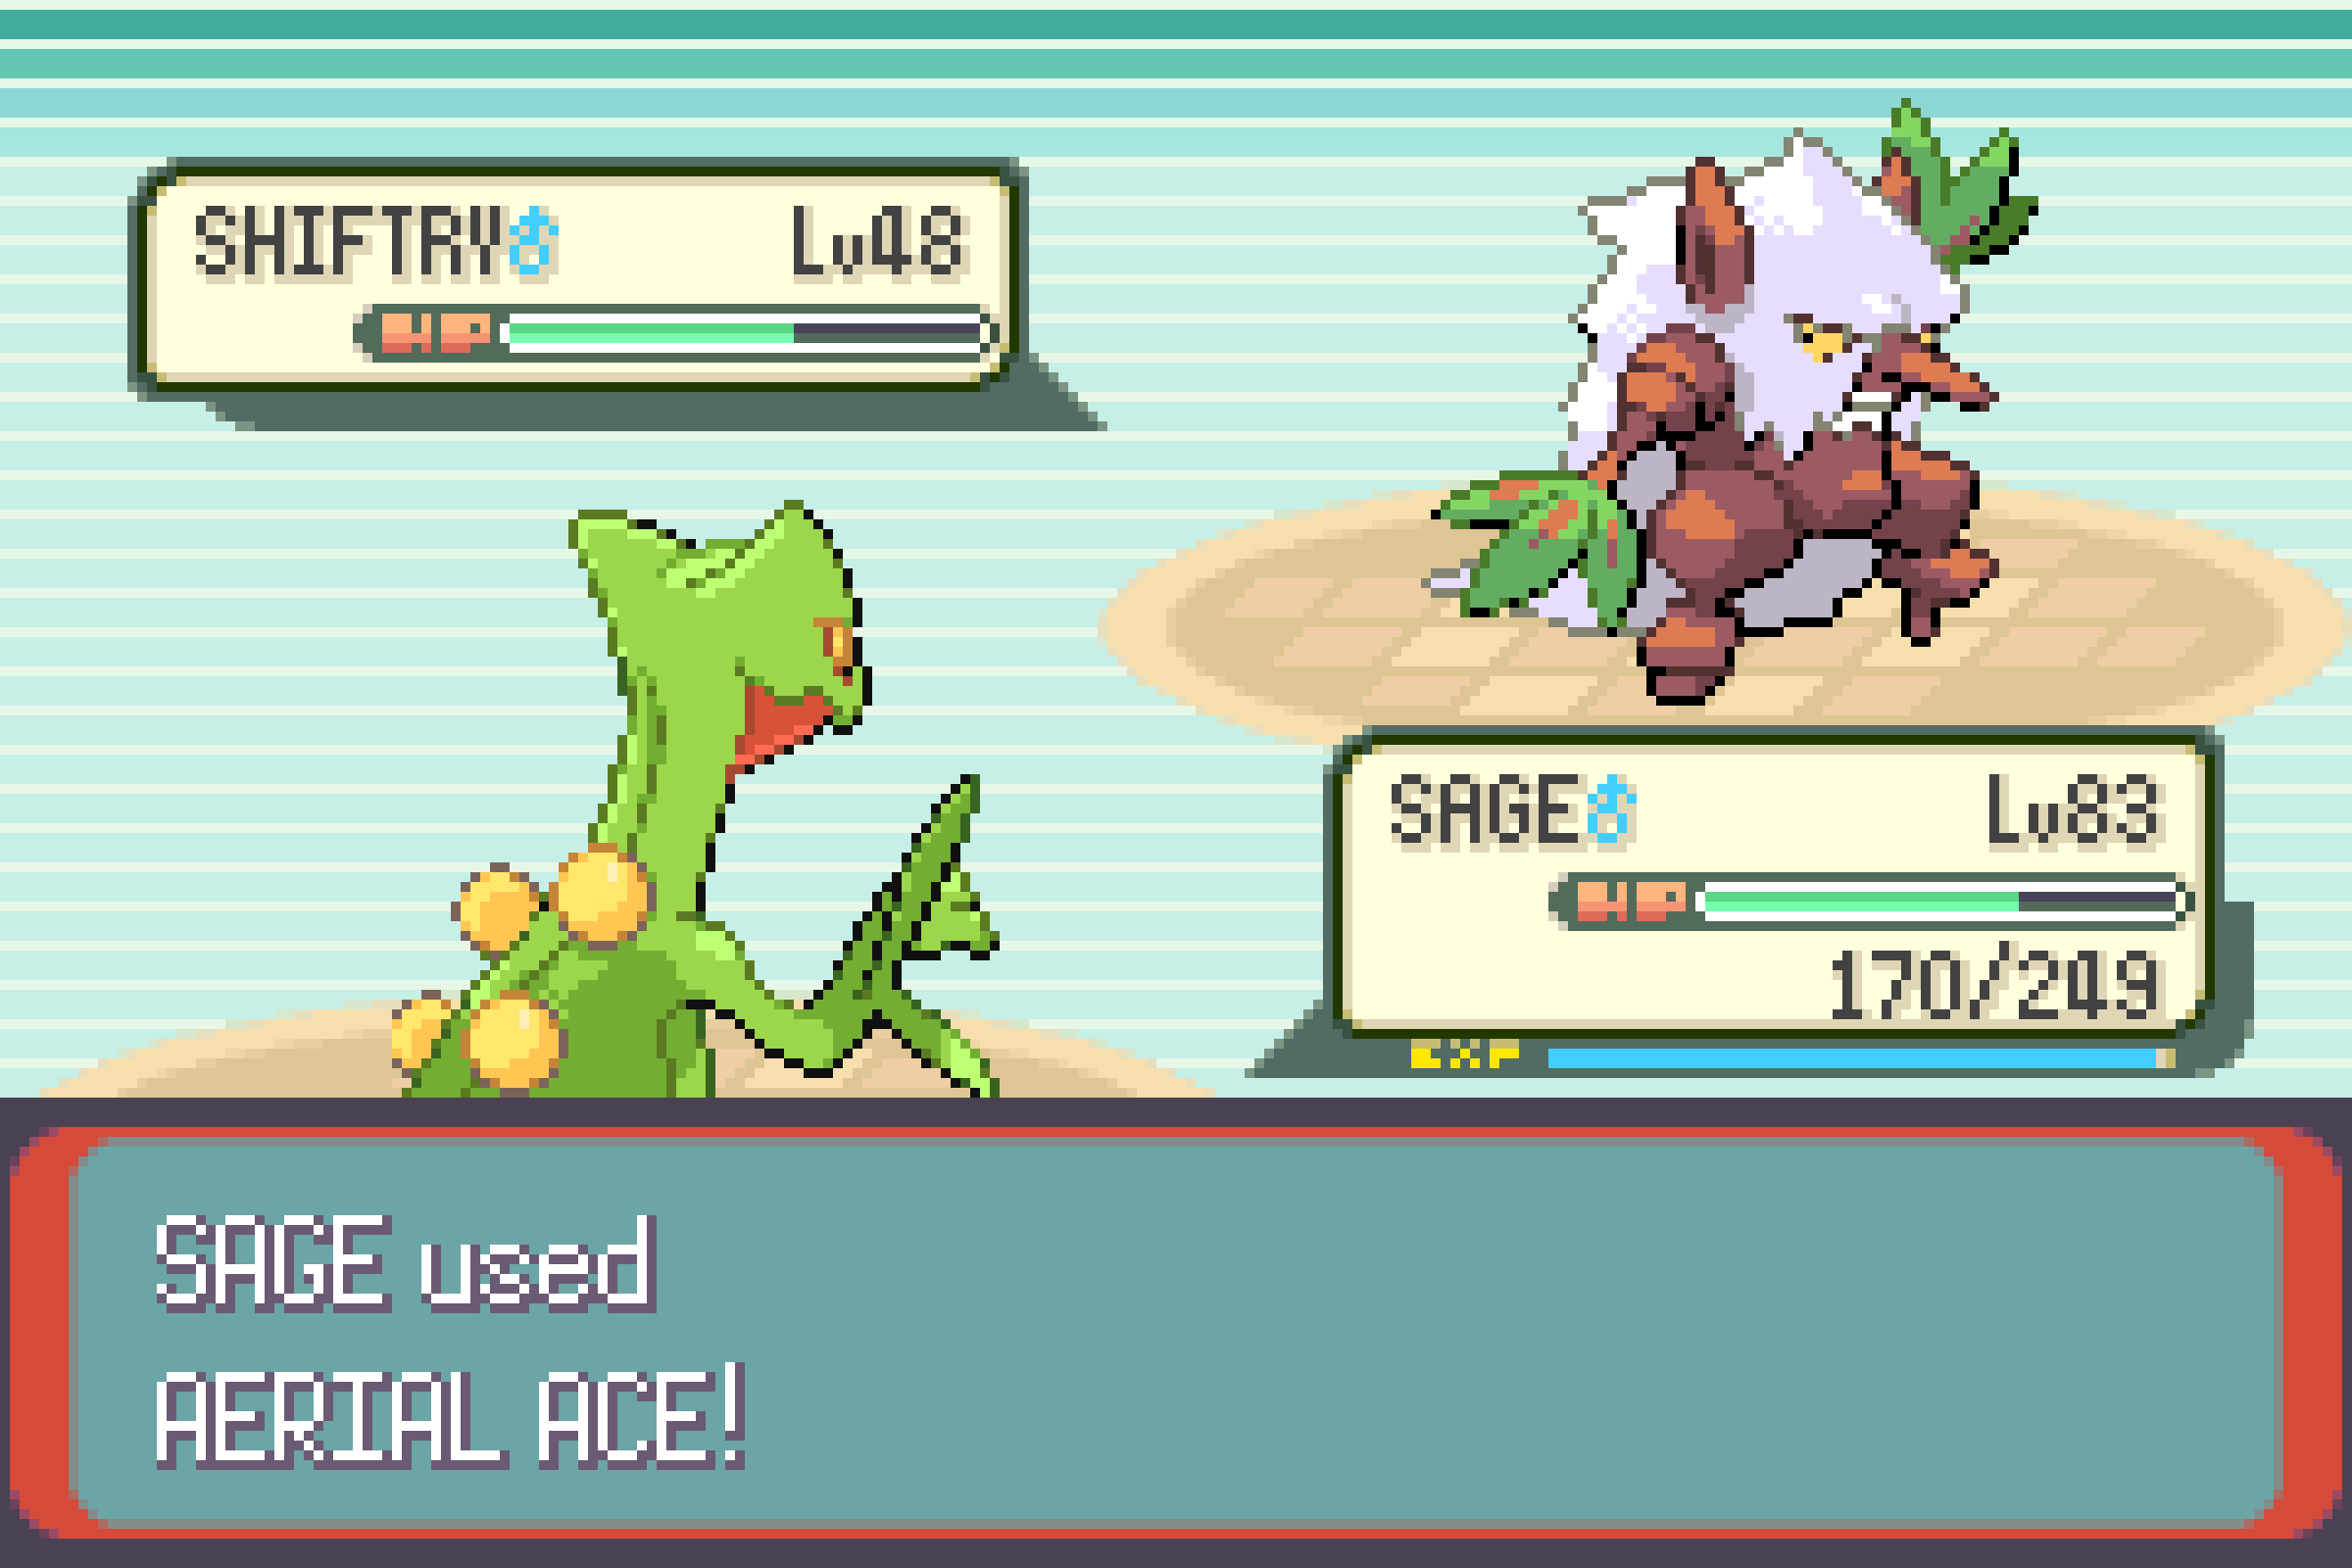 SHIFTRY♂ Lv48
HP
SAGE♂ Lv83
HP
170/249
EXP
SAGE used
AERIAL ACE!